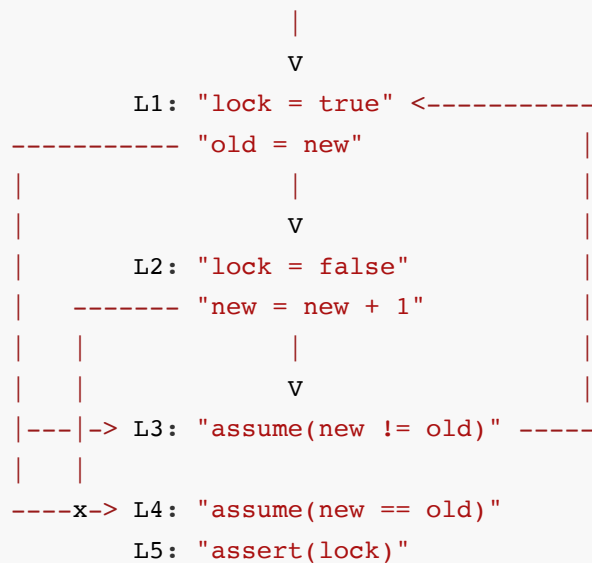 |
V
L1: "lock = true" <-----------
----------- "old = new" |
| | |
| V |
| L2: "lock = false" |
| ------- "new = new + 1" |
| | | |
| | V |
|---|-> L3: "assume(new != old)" -----
| |
----x-> L4: "assume(new == old)"
L5: "assert(lock)"